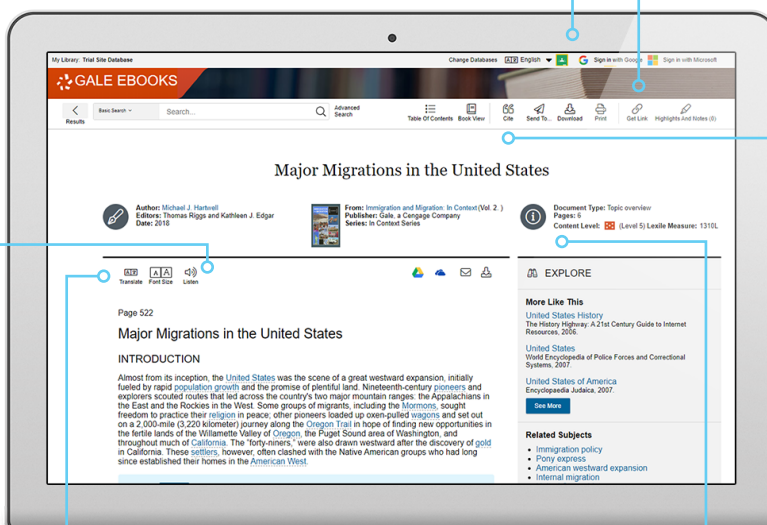 My Library: Trial Site Database
Change Databases
English
Sign in with Google
Sign in with Microsoft
GALE EBOOKS
Results
Basic Search
Search...
Advanced
Search
Table Of Contents
Book View
Cite
Send To...
Download
Print
Get Link
Highlights And Notes (0)
Major Migrations in the United States
Author: Michael J. Hartwell
Editors: Thomas Riggs and Kathleen J. Edgar
Date: 2018
From: Immigration and Migration: In Context (Vol. 2. )
Publisher: Gale, a Cengage Company
Series: In Context Series
Document Type: Topic overview
Pages: 6
Content Level: (Level 5) Lexile Measure: 1310L
Translate
Font Size
Listen
Page 522
Major Migrations in the United States
INTRODUCTION
Almost from its inception, the United States was the scene of a great westward expansion, initially
fueled by rapid population growth and the promise of plentiful land. Nineteenth-century pioneers and
explorers scouted routes that led across the country's two major mountain ranges: the Appalachians in
the East and the Rockies in the West. Some groups of migrants, including the Mormons, sought
freedom to practice their religion in peace; other pioneers loaded up oxen-pulled wagons and set out
on a 2,000-mile (3,220 kilometer) journey along the Oregon Trail in hope of finding new opportunities in
the fertile lands of the Willamette Valley of Oregon, the Puget Sound area of Washington, and
throughout much of California. The "forty-niners," were also drawn westward after the discovery of gold
in California. These settlers, however, often clashed with the Native American groups who had long
since established their homes in the American West.
EXPLORE
More Like This
United States History
The History Highway: A 21st Century Guide to Internet
Resources, 2006.
United States
World Encyclopedia of Police Forces and Correctional
Systems, 2007.
United States of America
Encyclopaedia Judaica, 2007.
See More
Related Subjects
Immigration policy
Pony express
American westward expansion
Internal migration